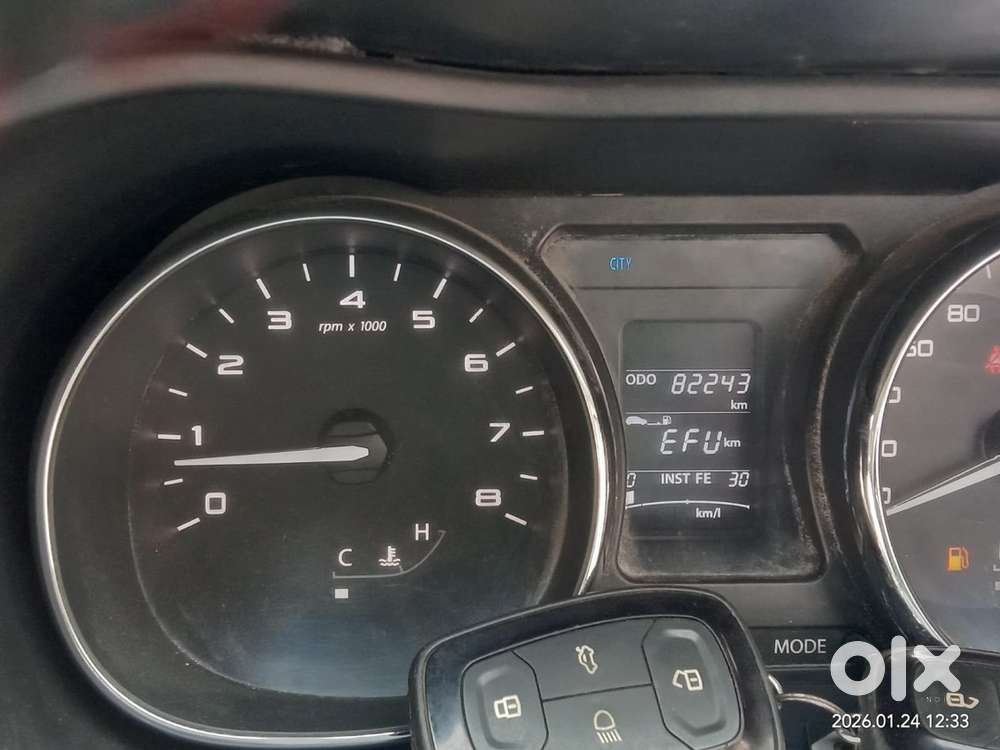 CITY
0 1 2 3 4 5 6 7 8
rpm x 1000
C H
ODO 82243
km
EFU km
0 INST FE 30
km/l
80
60
MODE
olx
2026.01.24 12:33